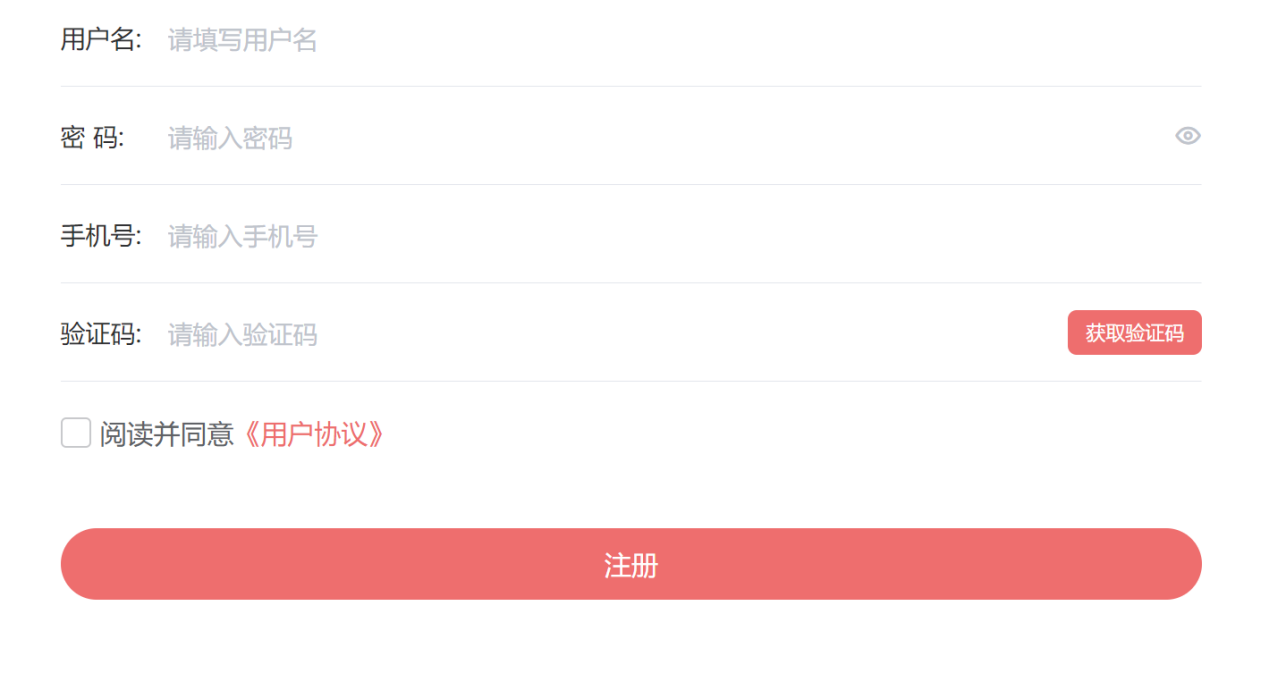 用户名: 请填写用户名
密 码: 请输入密码
手机号: 请输入手机号
验证码: 请输入验证码 获取验证码
阅读并同意《用户协议》
注册